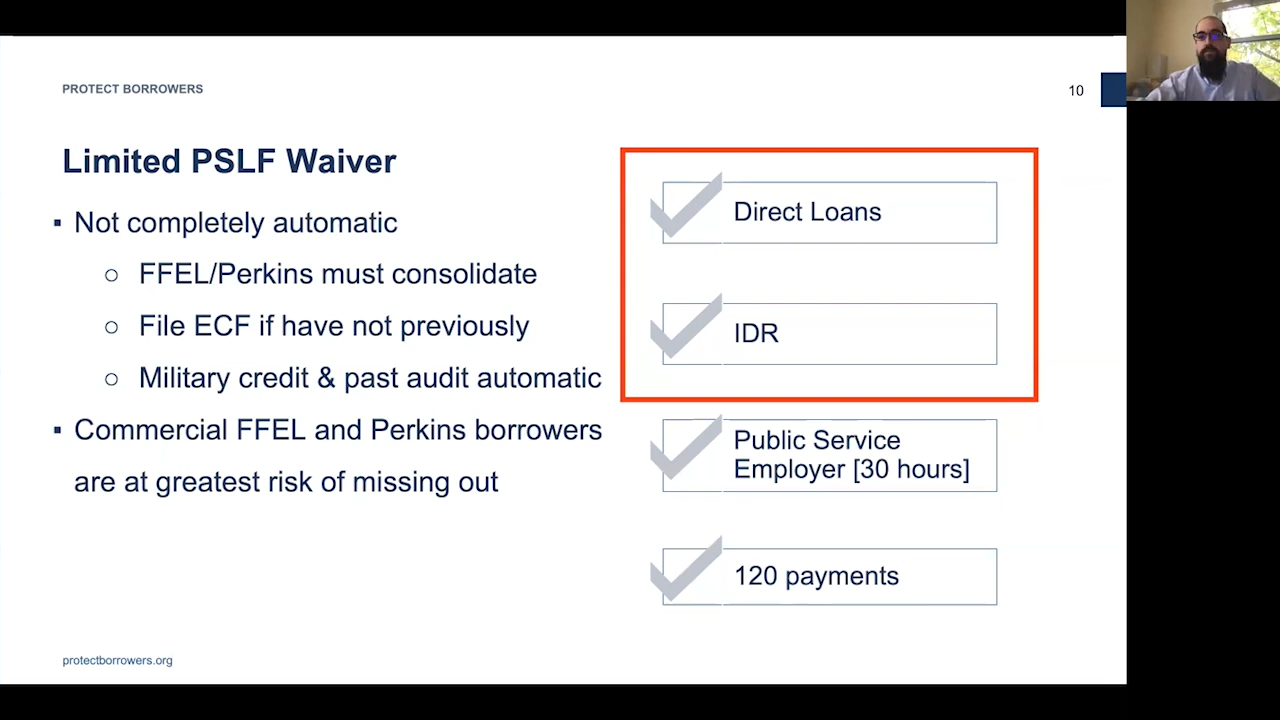 PROTECT BORROWERS
10
Limited PSLF Waiver
▪ Not completely automatic
○ FFEL/Perkins must consolidate
○ File ECF if have not previously
○ Military credit & past audit automatic
▪ Commercial FFEL and Perkins borrowers
are at greatest risk of missing out
Direct Loans
IDR
Public Service
Employer [30 hours]
120 payments
protectborrowers.org